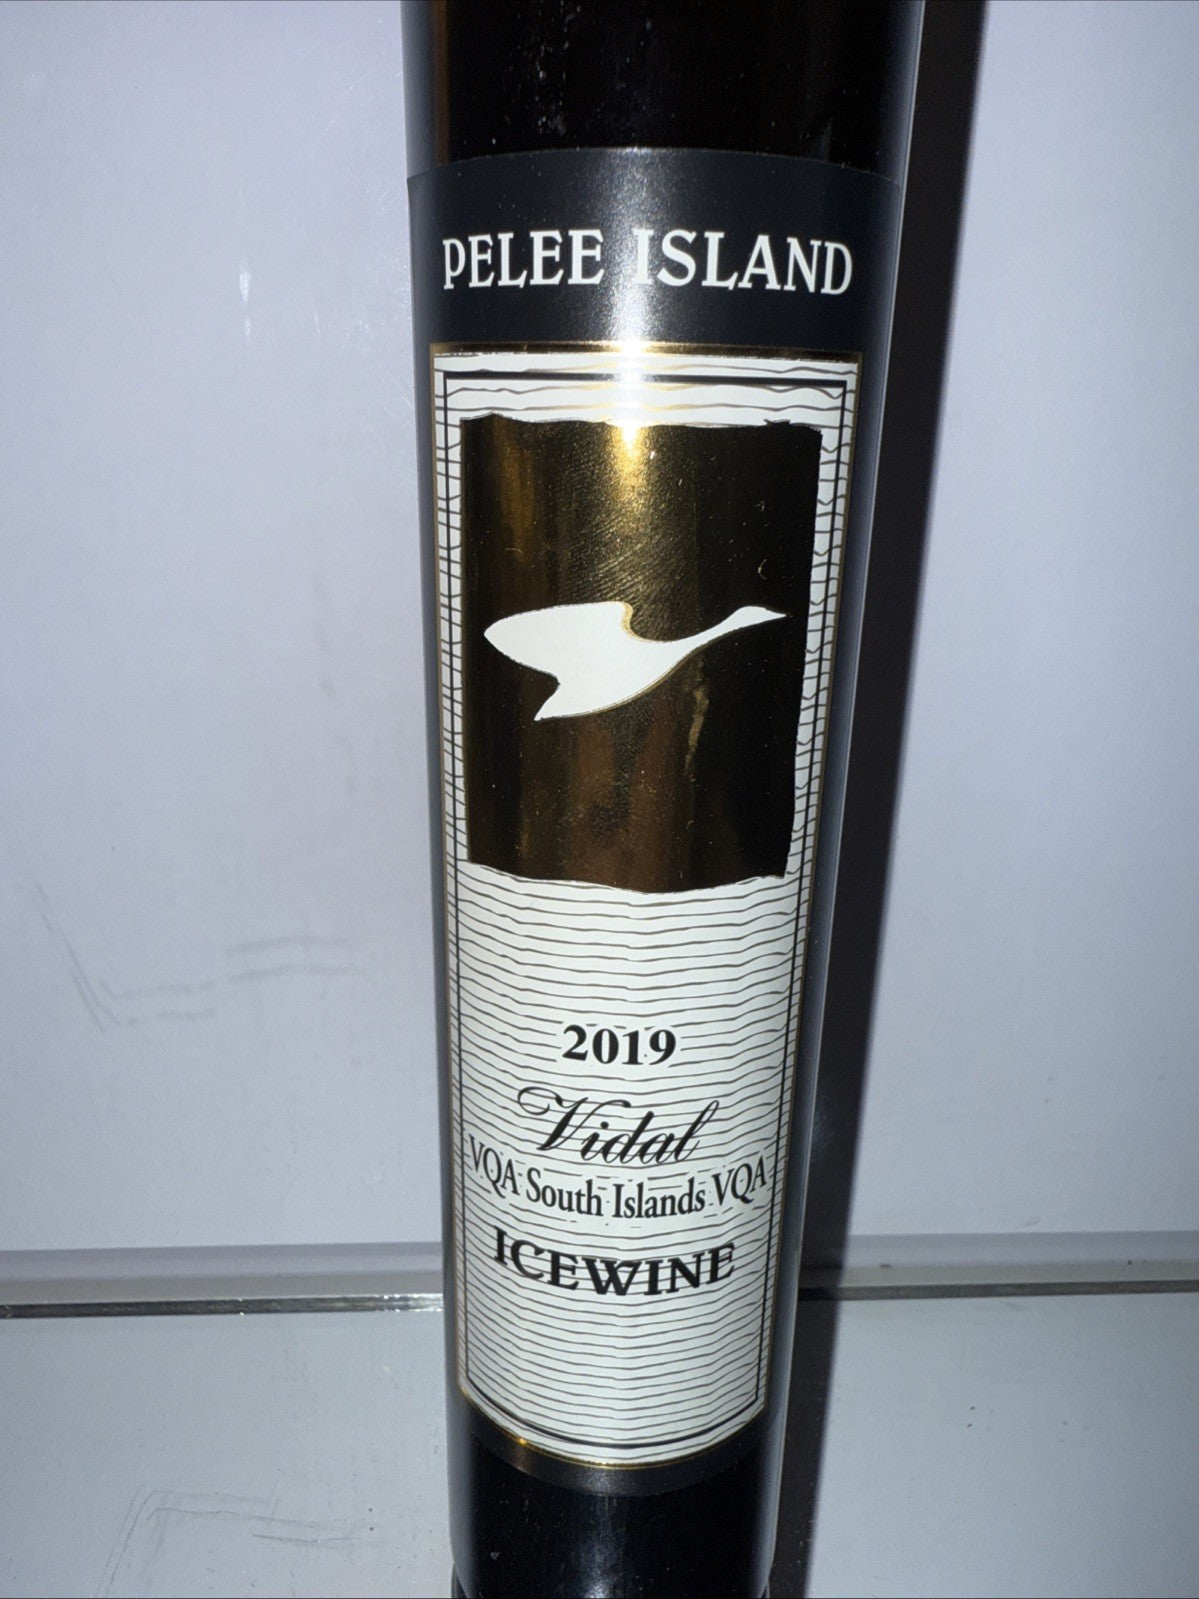 PELEE ISLAND
2019
Vidal
VQA South Islands VQA
ICEWINE